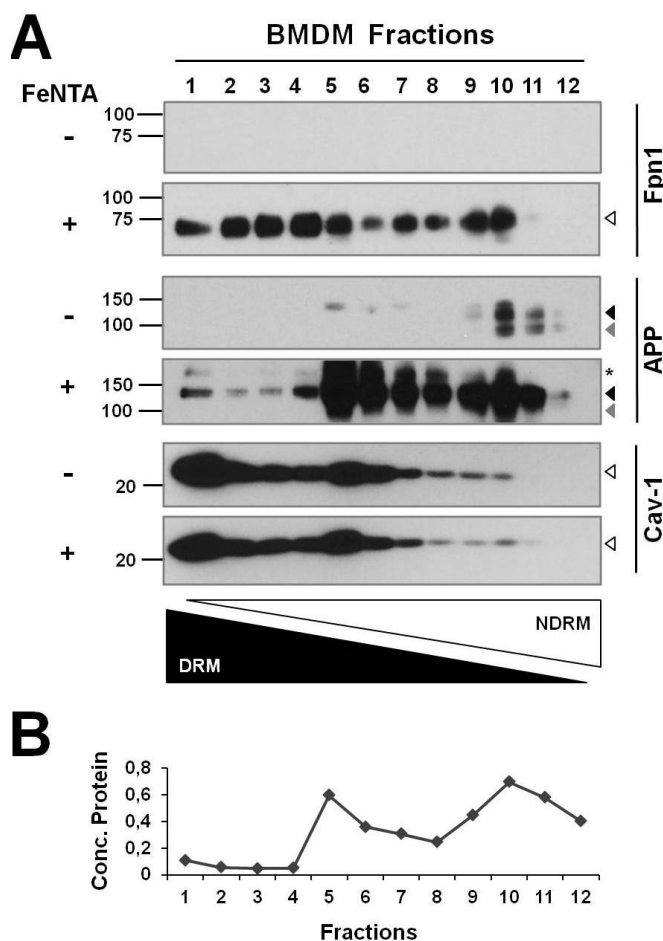 A
BMDM Fractions
FeNTA
1 2 3 4 5 6 7 8 9 10 11 12
100
75
-
Fpn1
100
75
+
150
100
-
APP
150
100
+
*
20
-
Cav-1
20
+
NDRM
DRM
B
Conc. Protein
0,8
0,6
0,4
0,2
0
1 2 3 4 5 6 7 8 9 10 11 12
Fractions